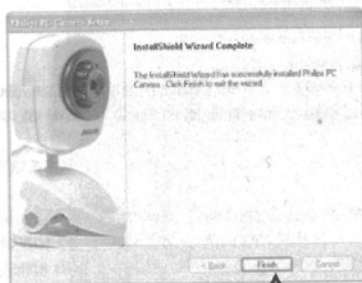 Philips PC Camera Setup
InstallShield Wizard Complete
The InstallShield Wizard has successfully installed Philips PC
Camera. Click Finish to exit the wizard.
< Back Finish Cancel